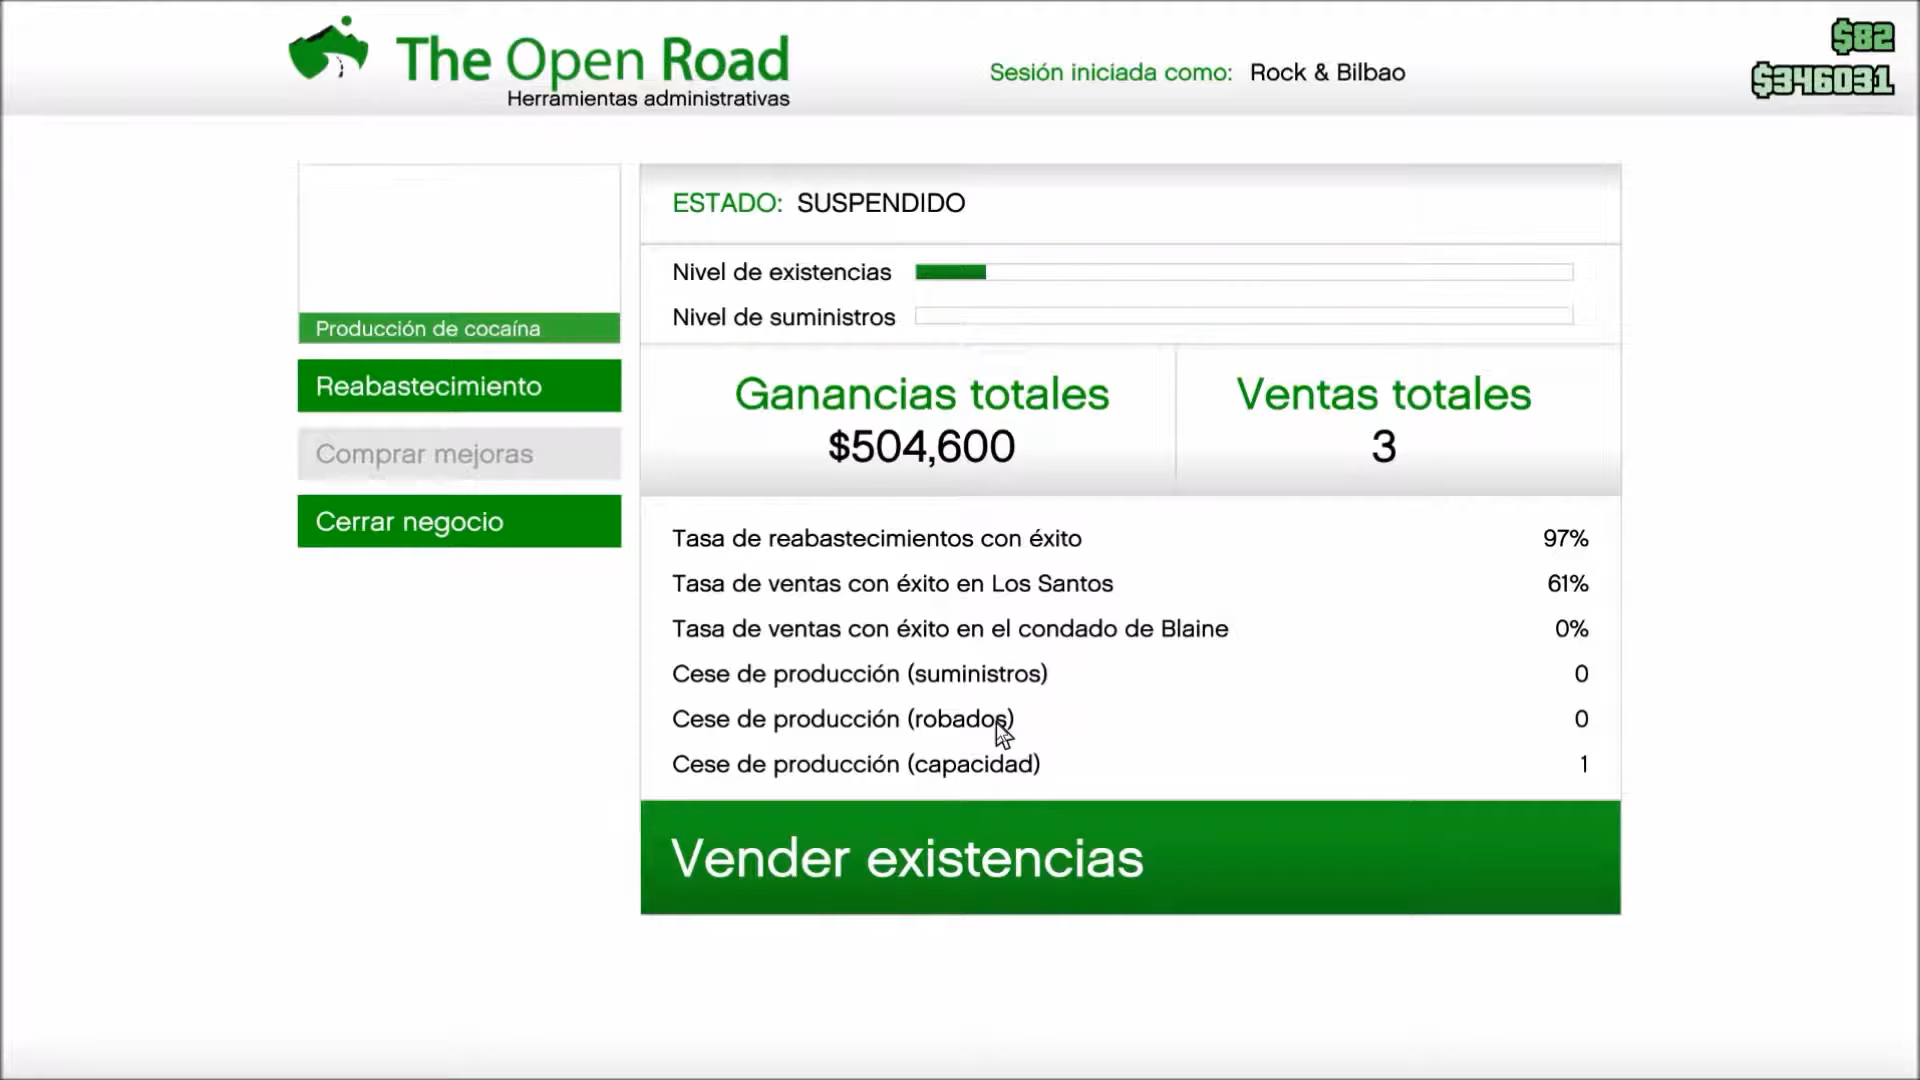 The Open Road
Herramientas administrativas
Sesión iniciada como: Rock & Bilbao
$82
$346031
Producción de cocaína
Reabastecimiento
Comprar mejoras
Cerrar negocio
ESTADO: SUSPENDIDO
Nivel de existencias
Nivel de suministros
Ganancias totales
$504,600
Ventas totales
3
Tasa de reabastecimientos con éxito 97%
Tasa de ventas con éxito en Los Santos 61%
Tasa de ventas con éxito en el condado de Blaine 0%
Cese de producción (suministros) 0
Cese de producción (robados) 0
Cese de producción (capacidad) 1
Vender existencias